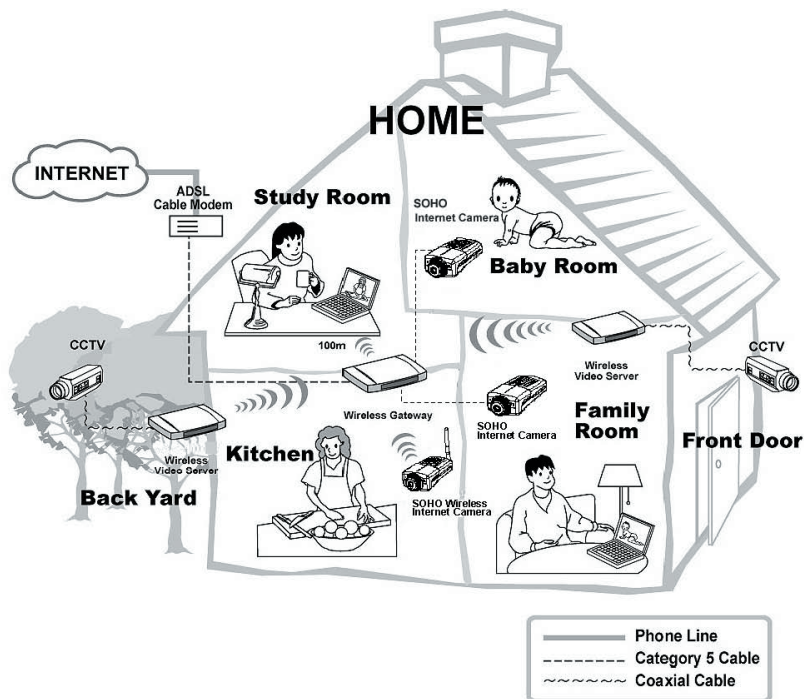 HOME
INTERNET
ADSL
Cable Modem
Study Room
SOHO
Internet Camera
Baby Room
100m
CCTV
Wireless
Video Server
CCTV
Wireless Gateway
SOHO
Internet Camera
Family
Room
Front Door
Kitchen
Wireless
Video Server
Back Yard
SOHO Wireless
Internet Camera
Phone Line
Category 5 Cable
Coaxial Cable